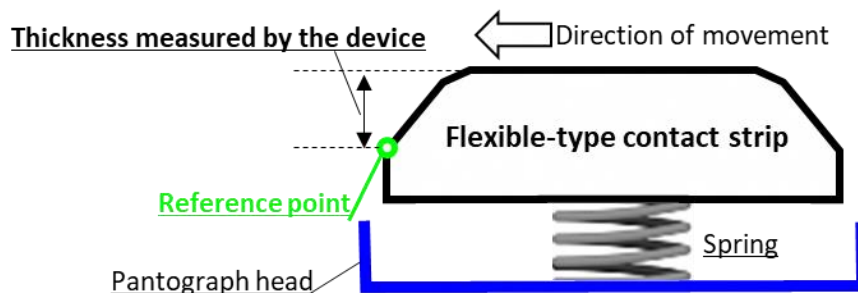 Thickness measured by the device
Direction of movement
Flexible-type contact strip
Reference point
Spring
Pantograph head